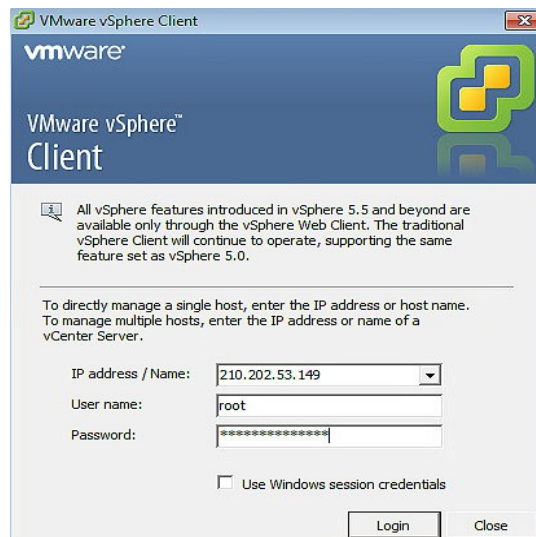 VMware vSphere Client
vmware®
VMware vSphere™
Client
All vSphere features introduced in vSphere 5.5 and beyond are
available only through the vSphere Web Client. The traditional
vSphere Client will continue to operate, supporting the same
feature set as vSphere 5.0.
To directly manage a single host, enter the IP address or host name.
To manage multiple hosts, enter the IP address or name of a
vCenter Server.
IP address / Name: 210.202.53.149
User name: root
Password: **************
Use Windows session credentials
Login Close